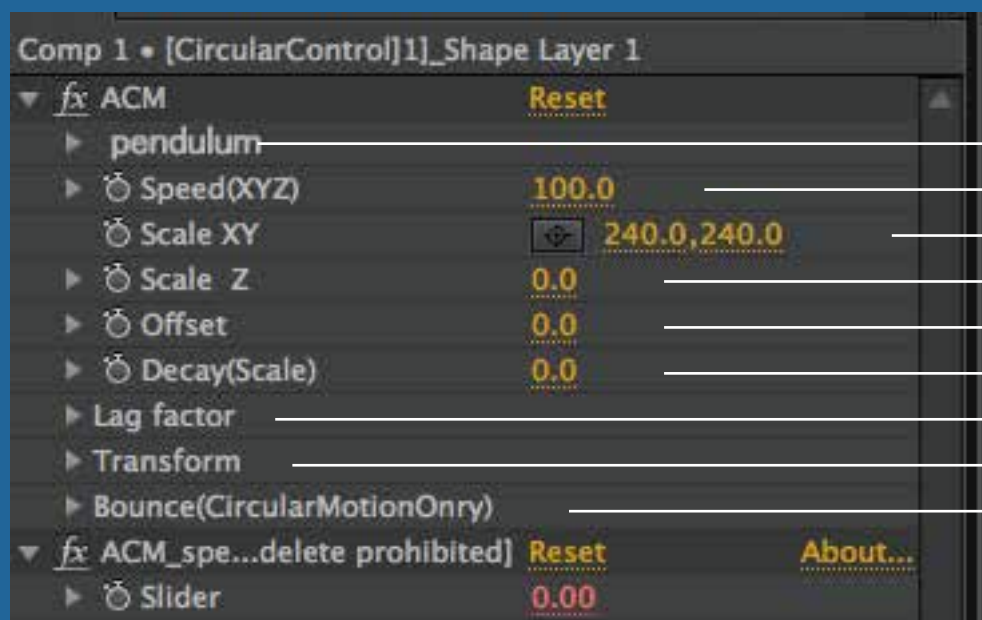 Comp 1 • [CircularControl]1]_Shape Layer 1
fx ACM Reset
pendulum
Speed(XYZ) 100.0
Scale XY 240.0,240.0
Scale Z 0.0
Offset 0.0
Decay(Scale) 0.0
Lag factor
Transform
Bounce(CircularMotionOnry)
fx ACM_spe...delete prohibited] Reset About...
Slider 0.00